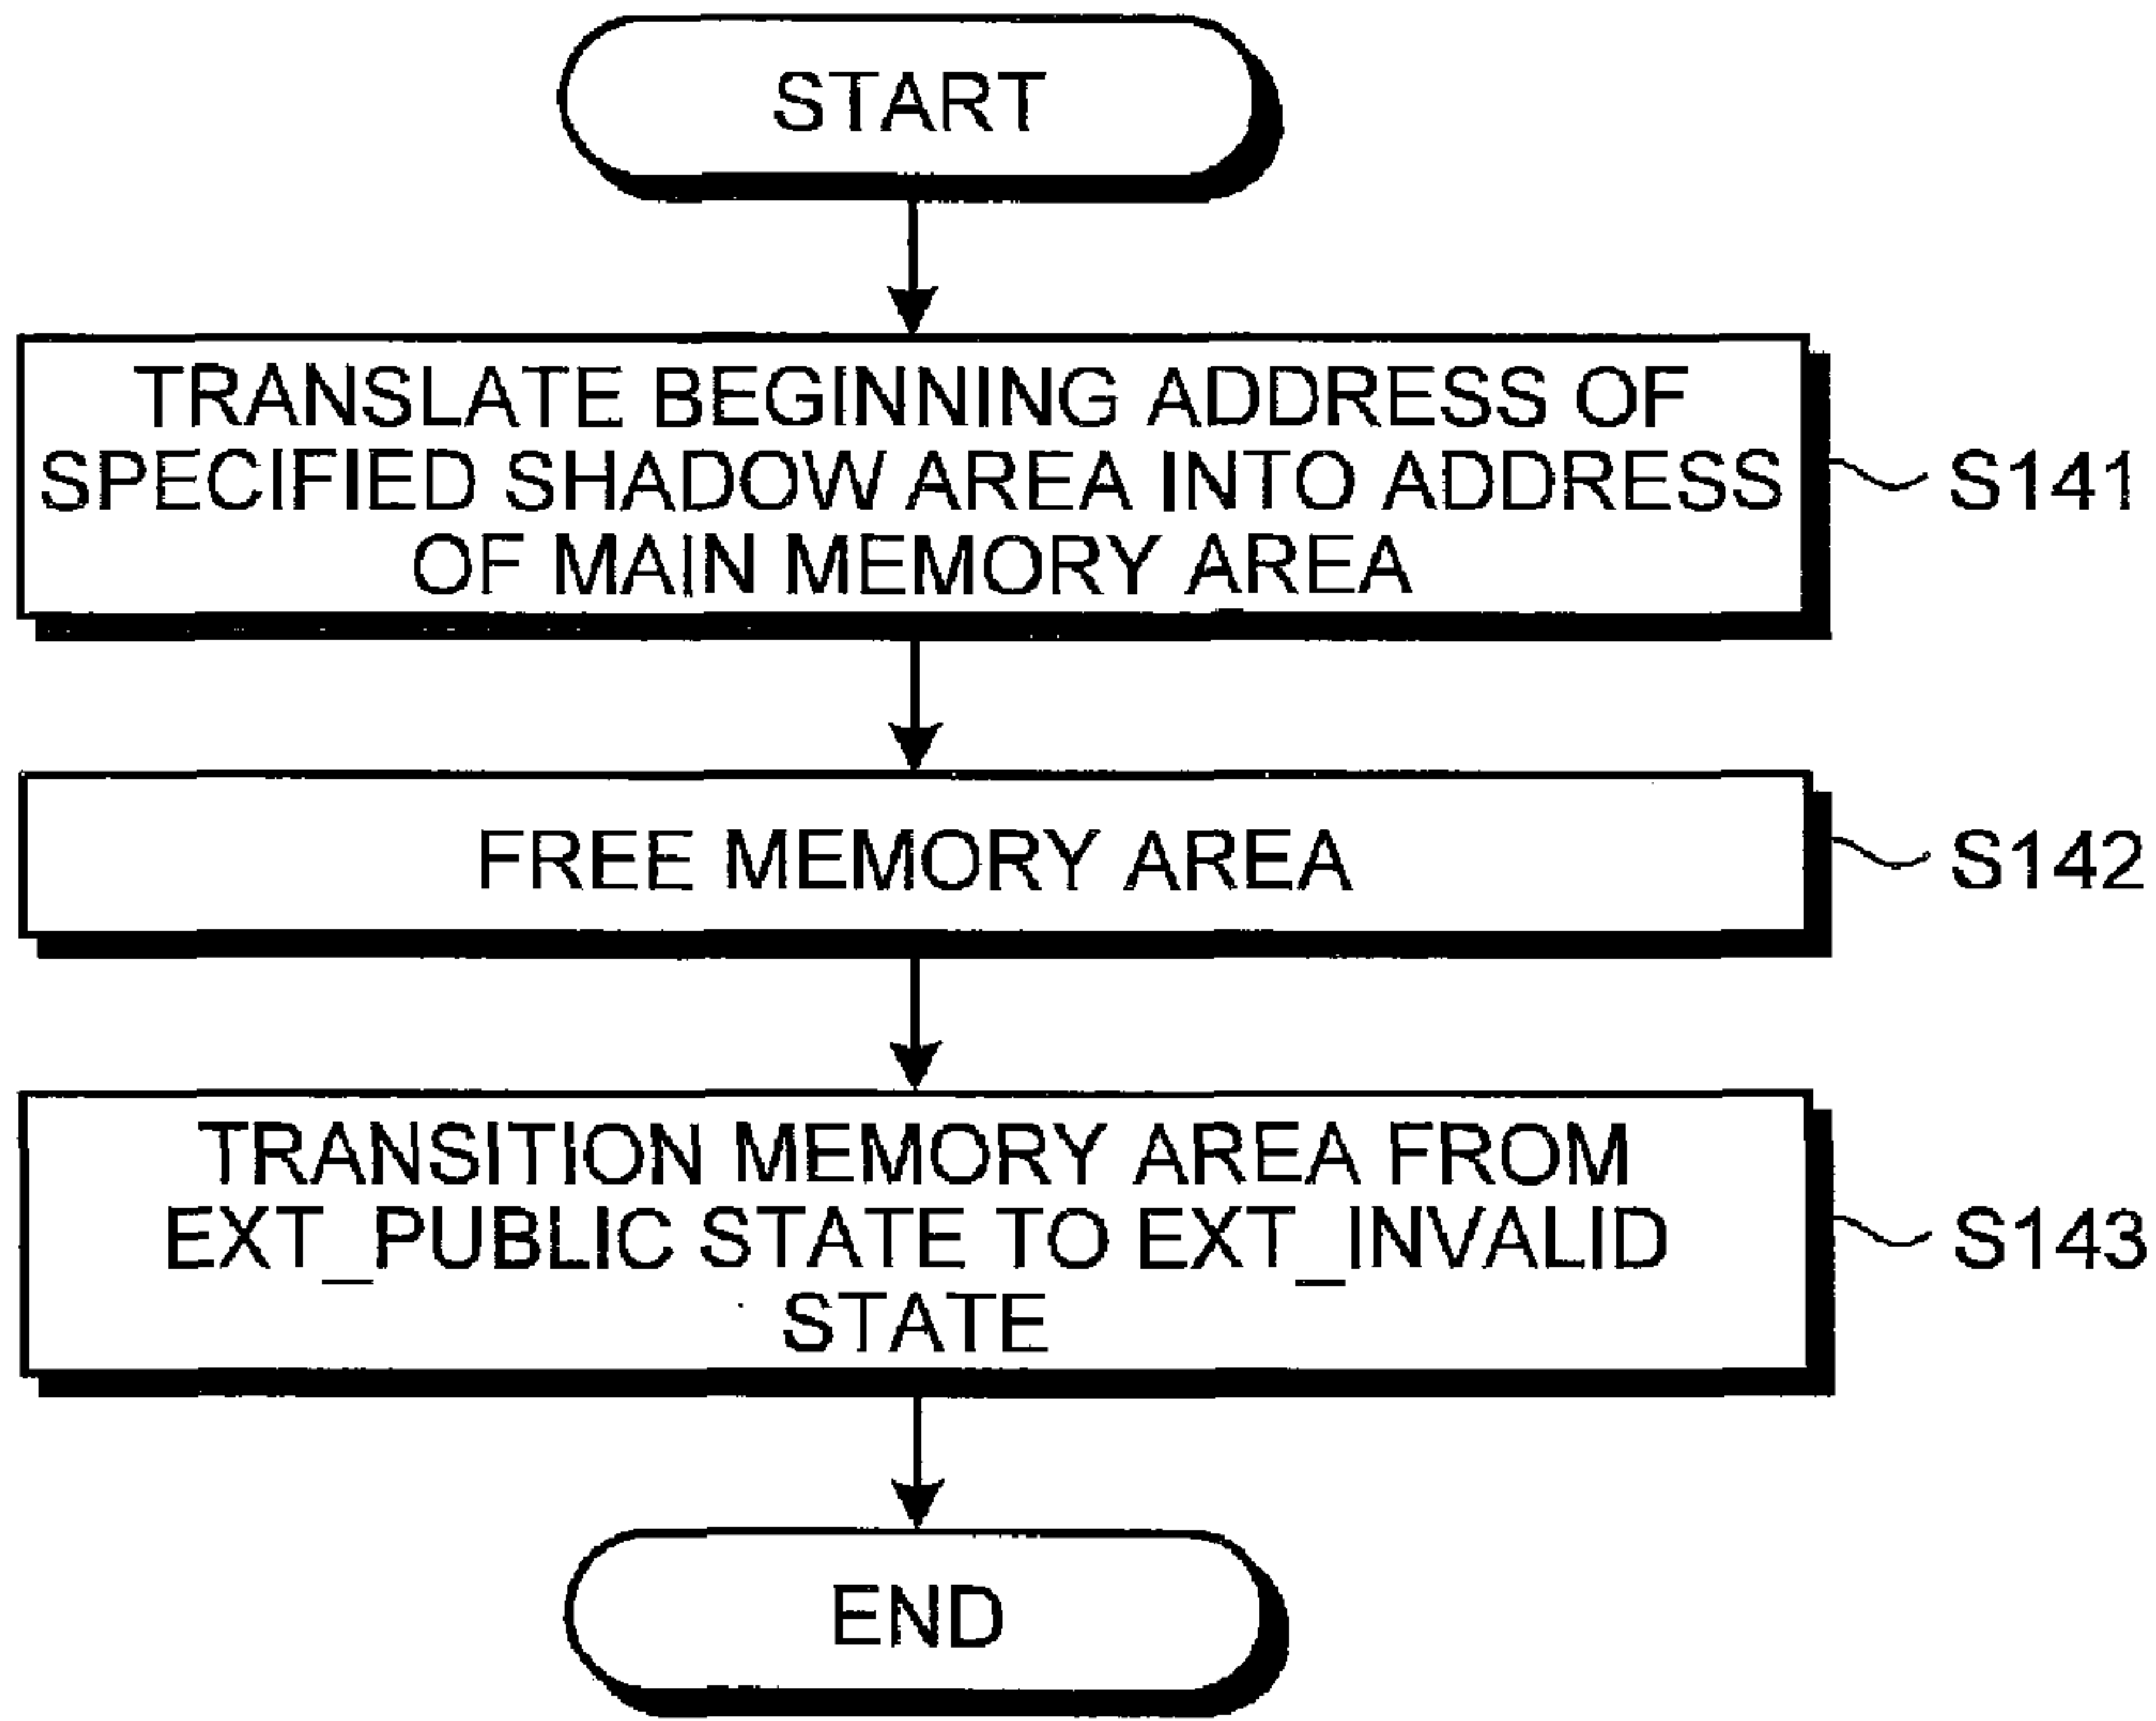 START
TRANSLATE BEGINNING ADDRESS OF
SPECIFIED SHADOW AREA INTO ADDRESS
OF MAIN MEMORY AREA
S141
FREE MEMORY AREA
S142
TRANSITION MEMORY AREA FROM
EXT_PUBLIC STATE TO EXT_INVALID
STATE
S143
END